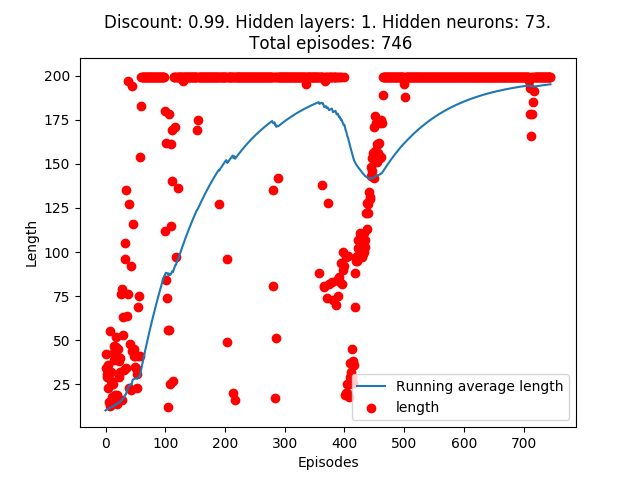 Discount: 0.99. Hidden layers: 1. Hidden neurons: 73.
Total episodes: 746
200
175
150
125
100
75
50
25
Length
0 100 200 300 400 500 600 700
Episodes
Running average length
length